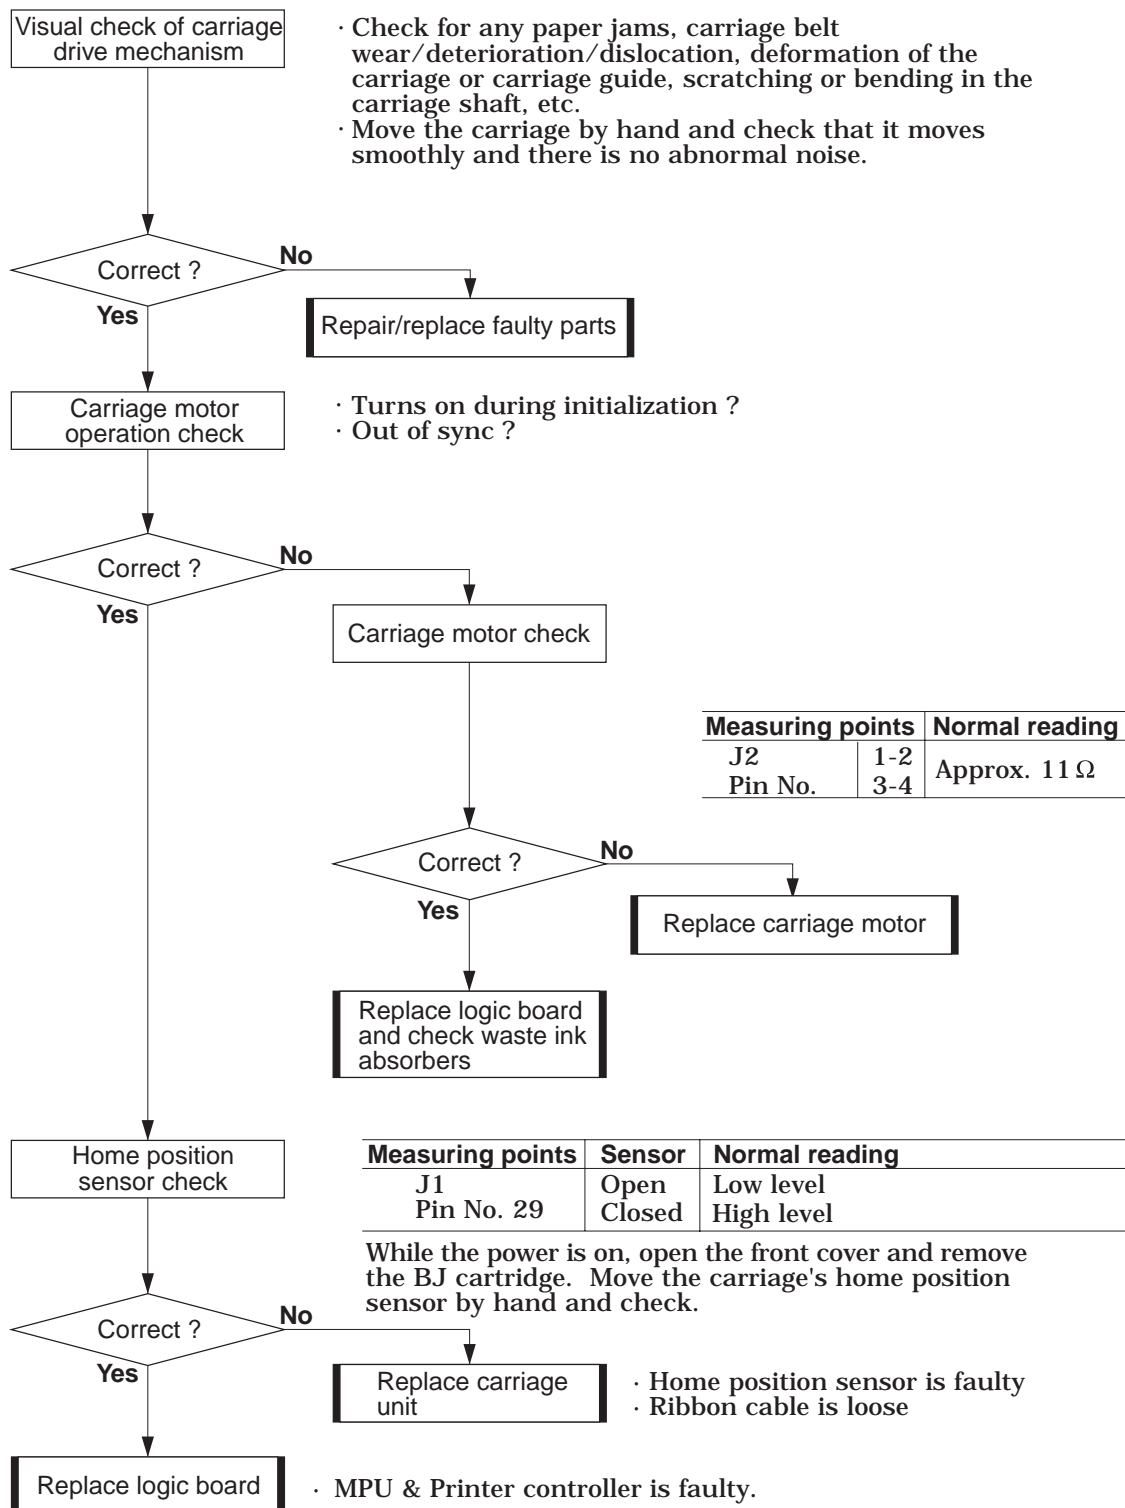 Visual check of carriage
drive mechanism
· Check for any paper jams, carriage belt
wear/deterioration/dislocation, deformation of the
carriage or carriage guide, scratching or bending in the
carriage shaft, etc.
· Move the carriage by hand and check that it moves
smoothly and there is no abnormal noise.
Correct ?
No
Yes
Repair/replace faulty parts
Carriage motor
operation check
· Turns on during initialization ?
· Out of sync ?
Correct ?
No
Yes
Carriage motor check
Measuring points Normal reading
J2 1-2
Approx. 11 Ω
Pin No. 3-4
Correct ?
No
Yes
Replace carriage motor
Replace logic board
and check waste ink
absorbers
Home position
sensor check
Measuring points Sensor Normal reading
J1 Open Low level
Pin No. 29 Closed High level
While the power is on, open the front cover and remove
the BJ cartridge. Move the carriage's home position
sensor by hand and check.
Correct ?
No
Yes
Replace carriage
unit
· Home position sensor is faulty
· Ribbon cable is loose
Replace logic board
· MPU & Printer controller is faulty.